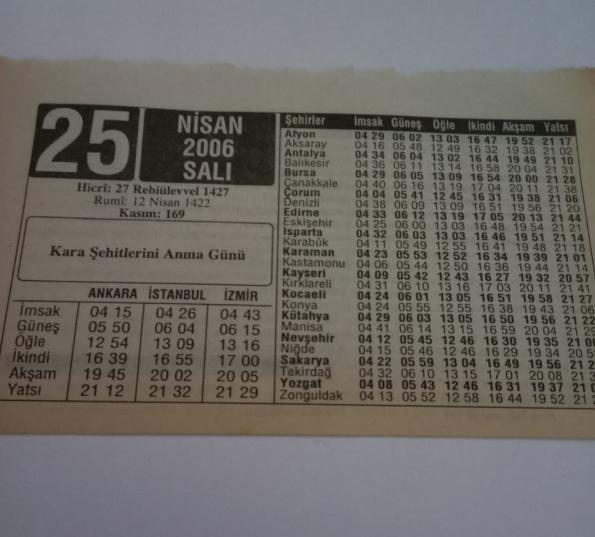 25
NİSAN
2006
SALI
Hicrî: 27 Rebiülevvel 1427
Rumî: 12 Nisan 1422
Kasım: 169
Kara Şehitlerini Anma Günü
ANKARA İSTANBUL İZMİR
İmsak 04 15 04 26 04 43
Güneş 05 50 06 04 06 15
Öğle 12 54 13 09 13 16
İkindi 16 39 16 55 17 00
Akşam 19 45 20 02 20 05
Yatsı 21 12 21 32 21 29
Şehirler İmsak Güneş Öğle İkindi Akşam Yatsı
Afyon 04 29 06 02 13 03 16 47 19 52 21 17
Aksaray 04 16 05 48 12 49 16 32 19 38 21 02
Antalya 04 34 06 04 13 02 16 44 19 49 21 10
Balıkesir 04 36 06 11 13 14 16 58 20 04 21 31
Bursa 04 29 06 05 13 09 16 54 20 00 21 28
Çanakkale 04 40 06 16 13 19 17 04 20 11 21 38
Çorum 04 04 05 41 12 45 16 31 19 38 21 06
Denizli 04 38 06 09 13 09 16 51 19 56 21 20
Edirne 04 33 06 12 13 19 17 05 20 13 21 44
Eskişehir 04 25 06 00 13 03 16 48 19 54 21 21
Isparta 04 32 06 03 13 03 16 46 19 51 21 14
Karabük 04 11 05 49 12 55 16 41 19 48 21 18
Karaman 04 23 05 53 12 52 16 34 19 39 21 01
Kastamonu 04 06 05 44 12 50 16 36 19 44 21 14
Kayseri 04 09 05 42 12 43 16 27 19 32 20 57
Kırklareli 04 31 06 10 13 16 17 03 20 11 21 41
Kocaeli 04 24 06 01 13 05 16 51 19 58 21 27
Konya 04 24 05 55 12 55 16 38 19 43 21 06
Kütahya 04 29 06 03 13 05 16 50 19 56 21 22
Manisa 04 41 06 14 13 15 16 59 20 04 21 29
Nevşehir 04 12 05 45 12 46 16 30 19 35 21 00
Niğde 04 15 05 46 12 46 16 29 19 34 20
Sakarya 04 22 05 59 13 04 16 49 19 56 21
Tekirdağ 04 32 06 10 13 15 17 01 20 08 21
Yozgat 04 08 05 43 12 46 16 31 19 37 21
Zonguldak 04 13 05 52 12 58 16 44 19 52 21